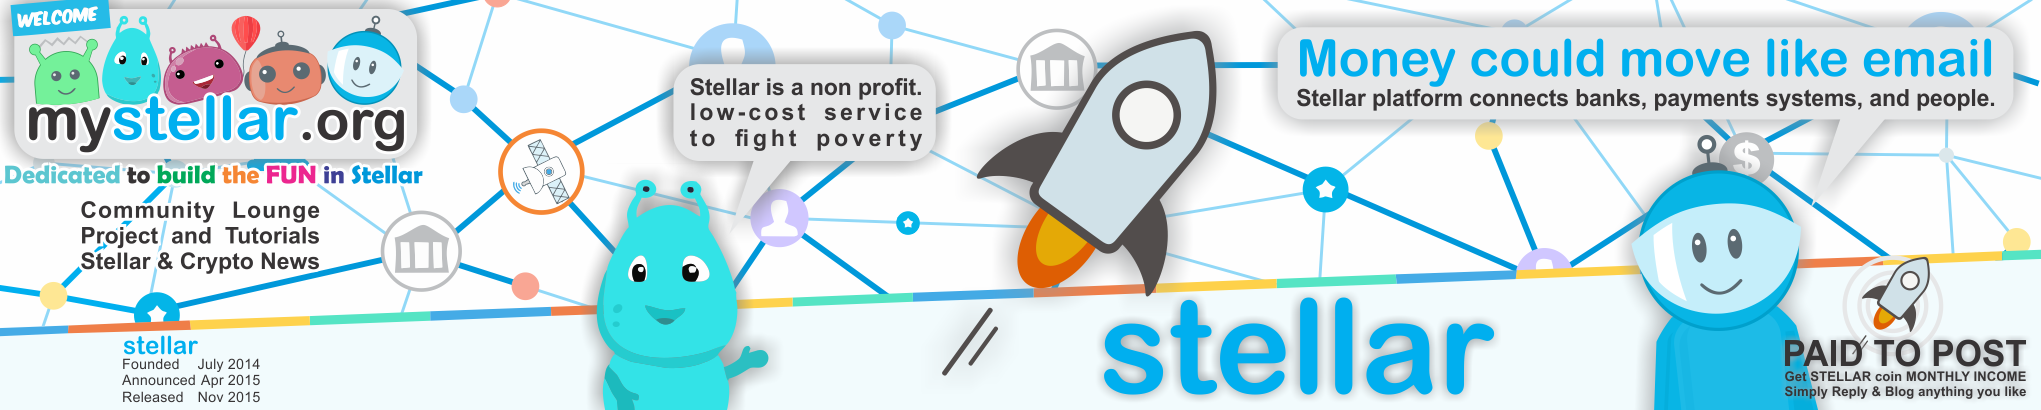 WELCOME
mystellar.org
Dedicated to build the FUN in Stellar
Community Lounge
Project and Tutorials
Stellar & Crypto News
stellar
Founded July 2014
Announced Apr 2015
Released Nov 2015
Stellar is a non profit.
low-cost service
to fight poverty
stellar
Money could move like email
Stellar platform connects banks, payments systems, and people.
$
PAID TO POST
Get STELLAR coin MONTHLY INCOME
Simply Reply & Blog anything you like